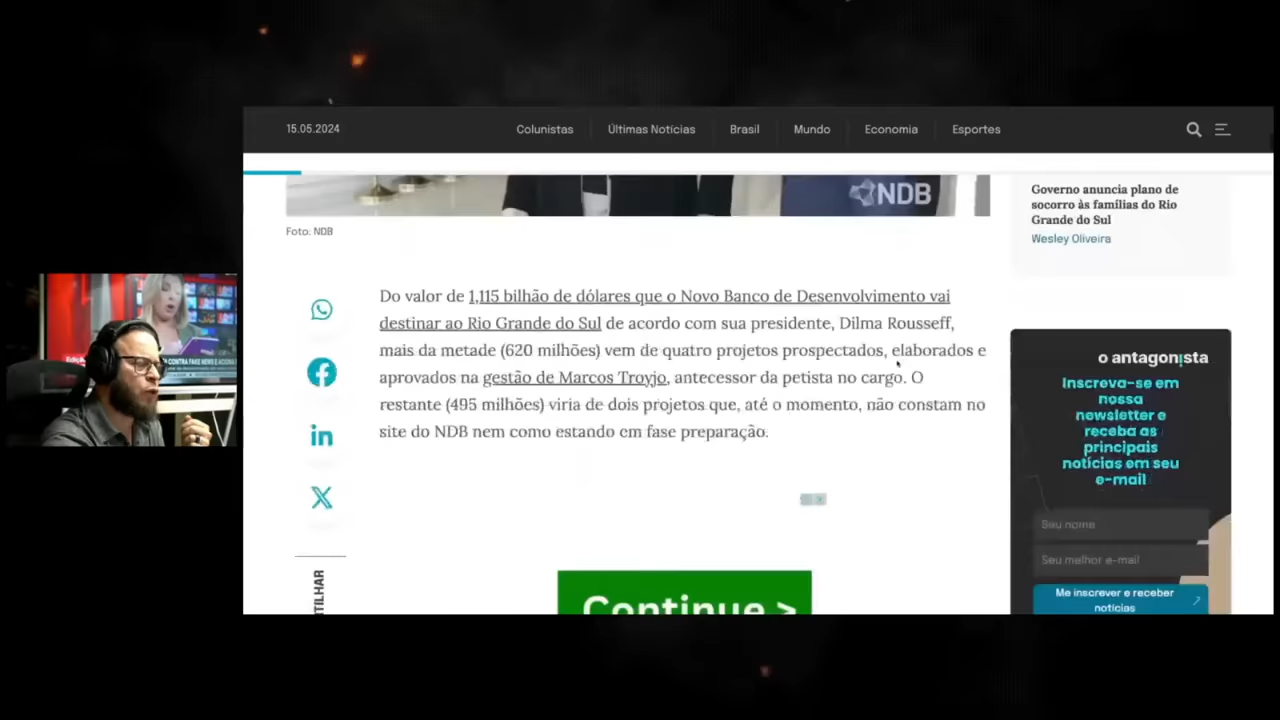 15.05.2024
Colunistas
Últimas Notícias
Brasil
Mundo
Economia
Esportes
NDB
Foto: NDB
Governo anuncia plano de
socorro às famílias do Rio
Grande do Sul
Wesley Oliveira
Do valor de 1,115 bilhão de dólares que o Novo Banco de Desenvolvimento vai
destinar ao Rio Grande do Sul de acordo com sua presidente, Dilma Rousseff,
mais da metade (620 milhões) vem de quatro projetos prospectados, elaborados e
aprovados na gestão de Marcos Troyjo, antecessor da petista no cargo. O
restante (495 milhões) viria de dois projetos que, até o momento, não constam no
site do NDB nem como estando em fase preparação.
TILHAR
Continue >
o antagonista
Inscreva-se em
nossa
newsletter e
receba as
principais
notícias em seu
e-mail
Seu nome
Seu melhor e-mail
Me inscrever e receber
notícias
CONTRA FAKE NEWS E